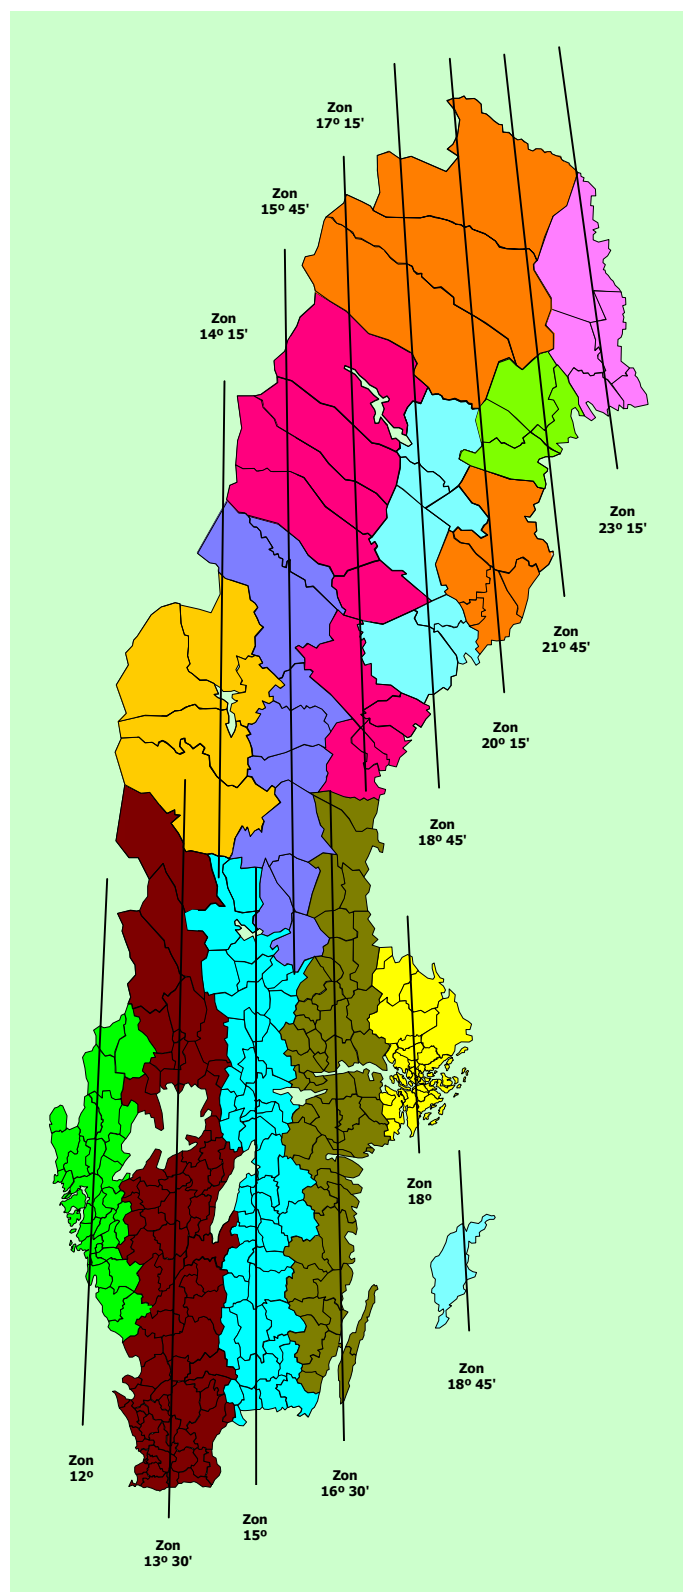 Zon
17º 15'
Zon
15º 45'
Zon
14º 15'
Zon
23º 15'
Zon
21º 45'
Zon
20º 15'
Zon
18º 45'
Zon
18º
Zon
18º 45'
Zon
12º
Zon
16º 30'
Zon
15º
Zon
13º 30'